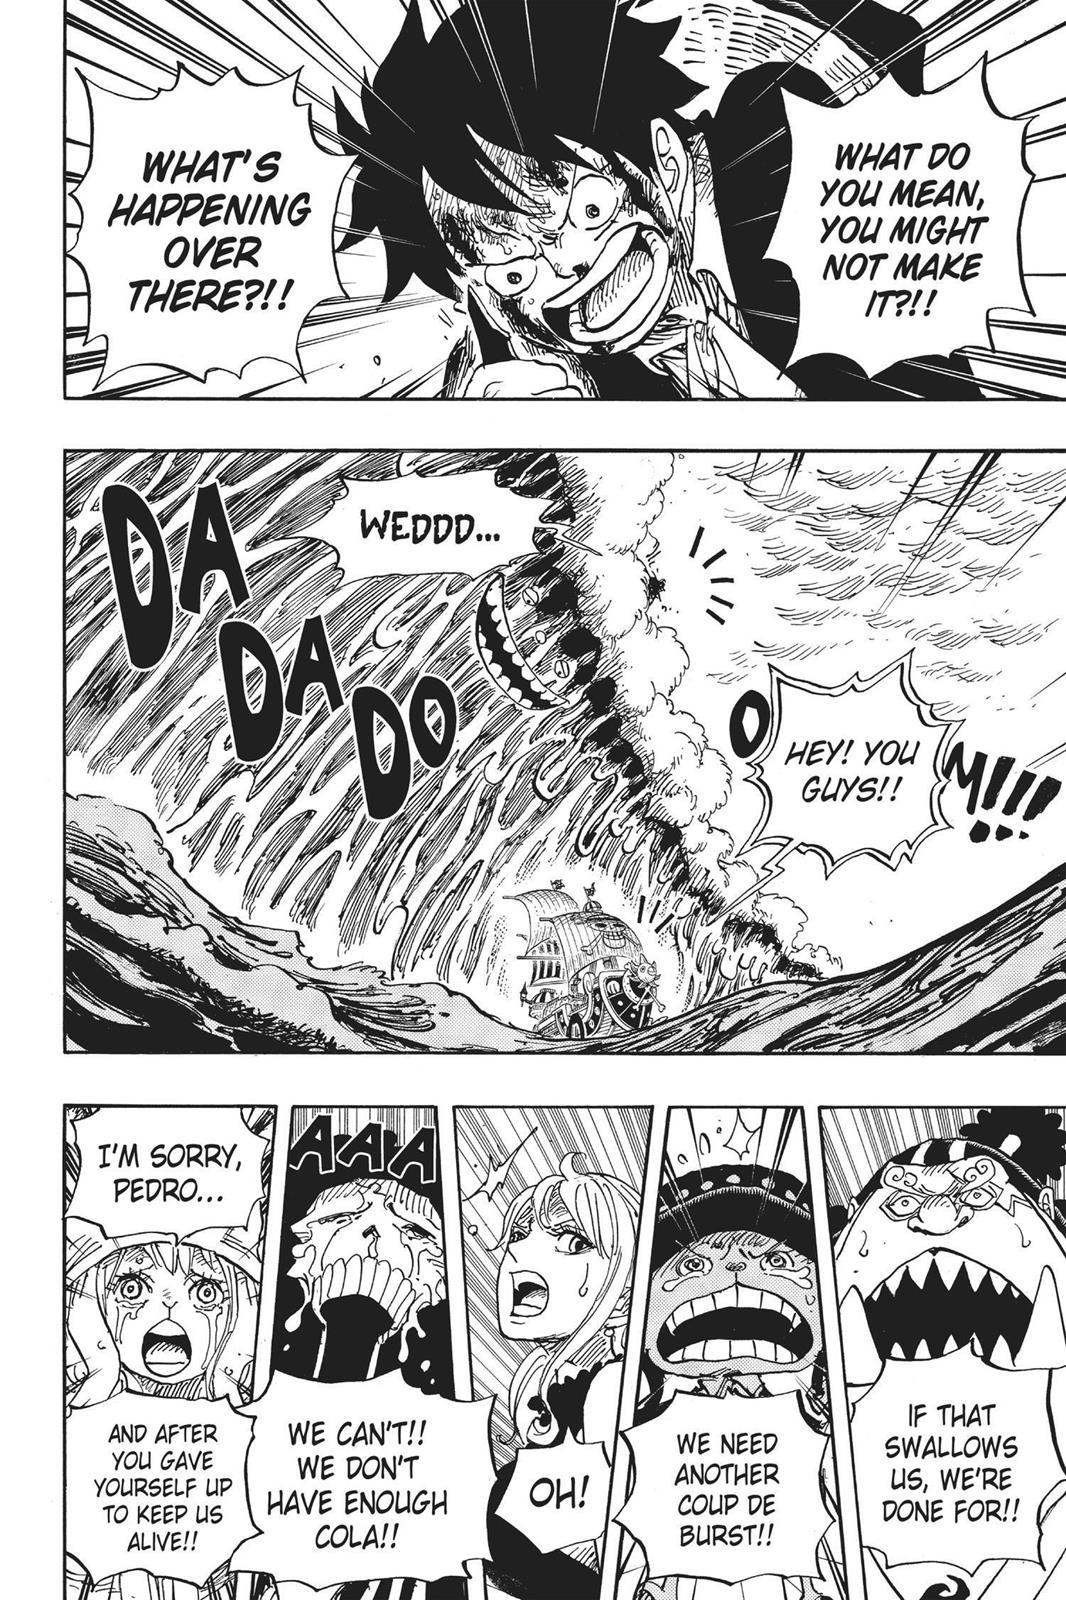 WHAT DO
YOU MEAN,
YOU MIGHT
NOT MAKE
IT?!!
WHAT'S
HAPPENING
OVER
THERE?!!
WEDDD...
DA
DA
DA
DA
DO
O
M!!!
HEY! YOU
GUYS!!
IF THAT
SWALLOWS
US, WE'RE
DONE FOR!!
WE NEED
ANOTHER
COUP DE
BURST!!
OH!
AAA
WE CAN'T!!
WE DON'T
HAVE ENOUGH
COLA!!
I'M SORRY,
PEDRO...
AND AFTER
YOU GAVE
YOURSELF UP
TO KEEP US
ALIVE!!